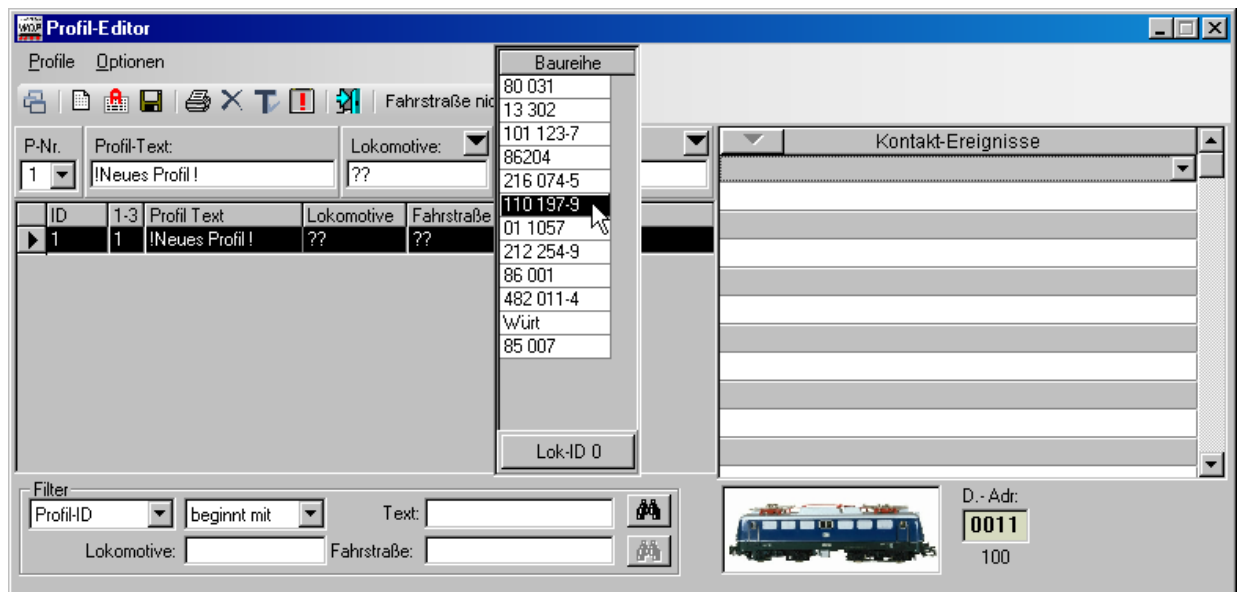 Profil-Editor
Profile Optionen
Fahrstraße nic
P-Nr. Profil-Text: Lokomotive:
1 !Neues Profil ! ??
ID 1-3 Profil Text Lokomotive Fahrstraße
1 1 !Neues Profil ! ?? ??
Baureihe
80 031
13 302
101 123-7
86204
216 074-5
110 197-9
01 1057
212 254-9
86 001
482 011-4
Würt
85 007
Lok-ID 0
Kontakt-Ereignisse
Filter
Profil-ID beginnt mit Text:
Lokomotive: Fahrstraße:
D.- Adr:
0011
100